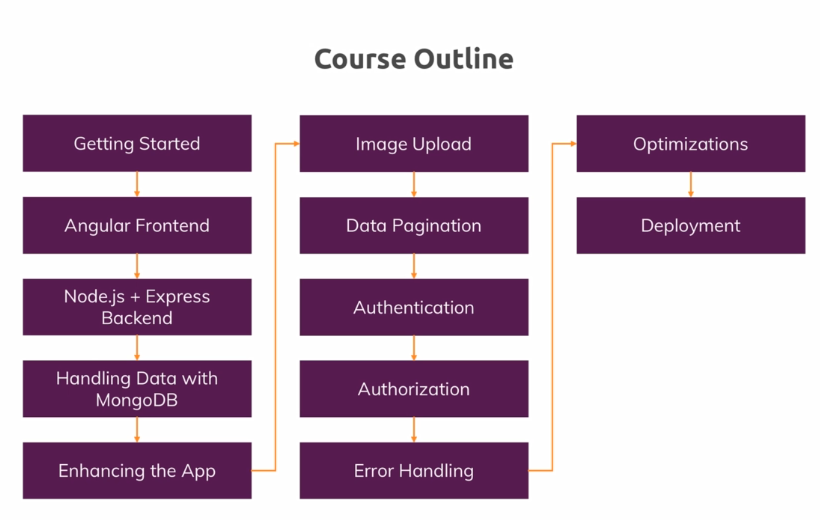 Course Outline
Getting Started
Angular Frontend
Node.js + Express
Backend
Handling Data with
MongoDB
Enhancing the App
Image Upload
Data Pagination
Authentication
Authorization
Error Handling
Optimizations
Deployment